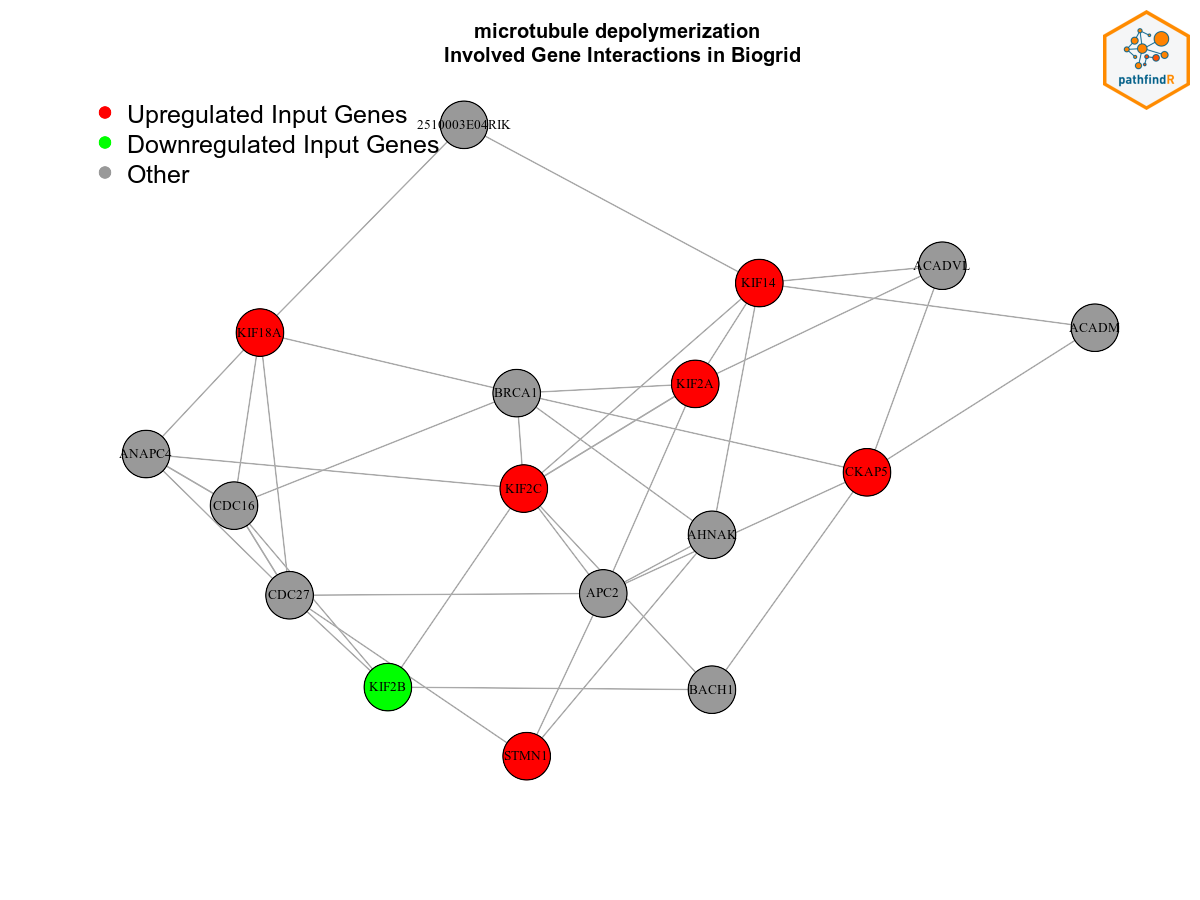 microtubule depolymerization
Involved Gene Interactions in Biogrid
pathfindR
Upregulated Input Genes
Downregulated Input Genes
Other
2510003E04RIK
ACADVL
KIF14
ACADM
KIF18A
KIF2A
BRCA1
ANAPC4
CKAP5
KIF2C
CDC16
AHNAK
APC2
CDC27
KIF2B
BACH1
STMN1